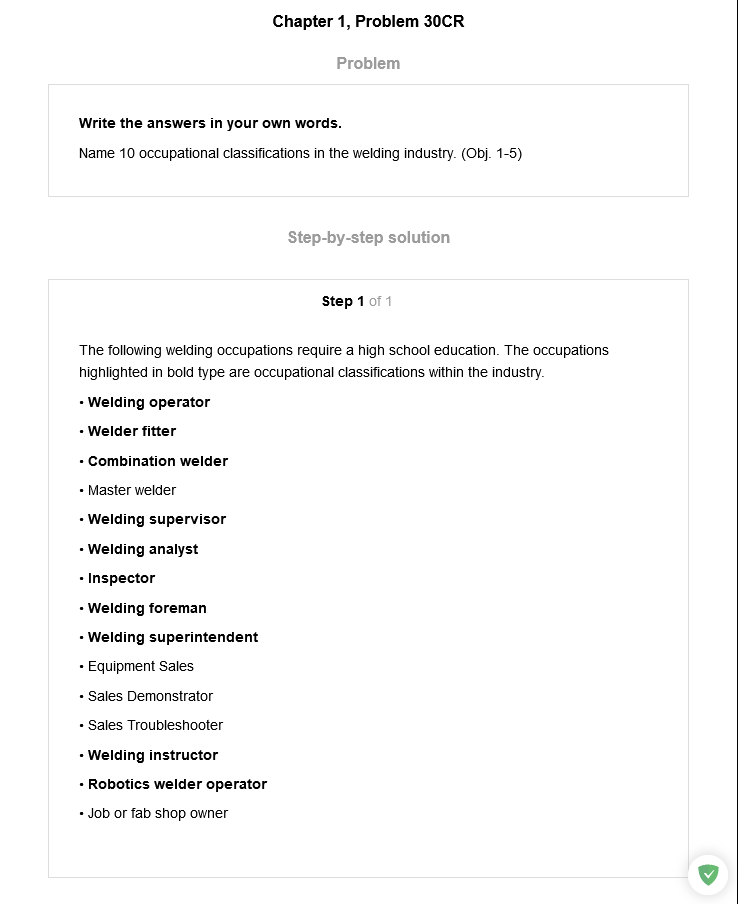 Chapter 1, Problem 30CR
Problem
Write the answers in your own words.
Name 10 occupational classifications in the welding industry. (Obj. 1-5)
Step-by-step solution
Step 1 of 1
The following welding occupations require a high school education. The occupations
highlighted in bold type are occupational classifications within the industry.
• Welding operator
• Welder fitter
• Combination welder
• Master welder
• Welding supervisor
• Welding analyst
• Inspector
• Welding foreman
• Welding superintendent
• Equipment Sales
• Sales Demonstrator
• Sales Troubleshooter
• Welding instructor
• Robotics welder operator
• Job or fab shop owner